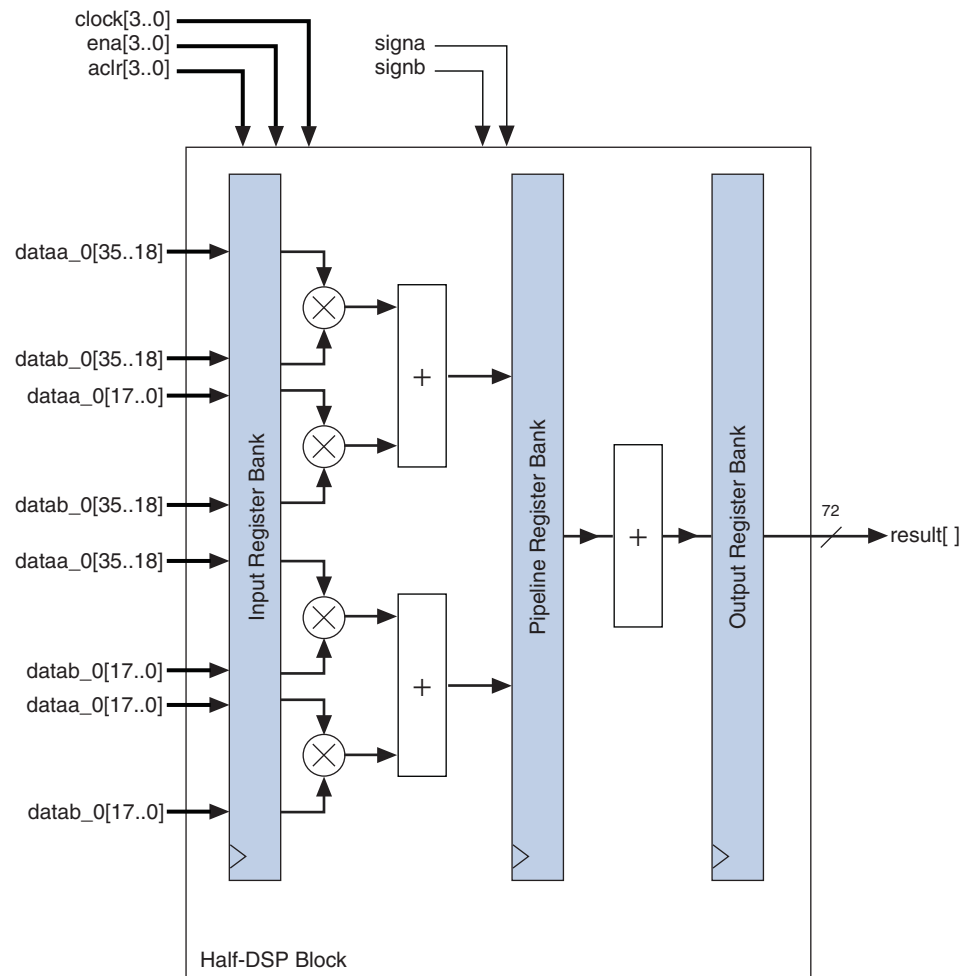 clock[3..0]
ena[3..0]
aclr[3..0]
signa
signb
dataa_0[35..18]
datab_0[35..18]
dataa_0[17..0]
datab_0[35..18]
dataa_0[35..18]
datab_0[17..0]
dataa_0[17..0]
datab_0[17..0]
Input Register Bank
+
+
Pipeline Register Bank
+
Output Register Bank
72
result[ ]
Half-DSP Block